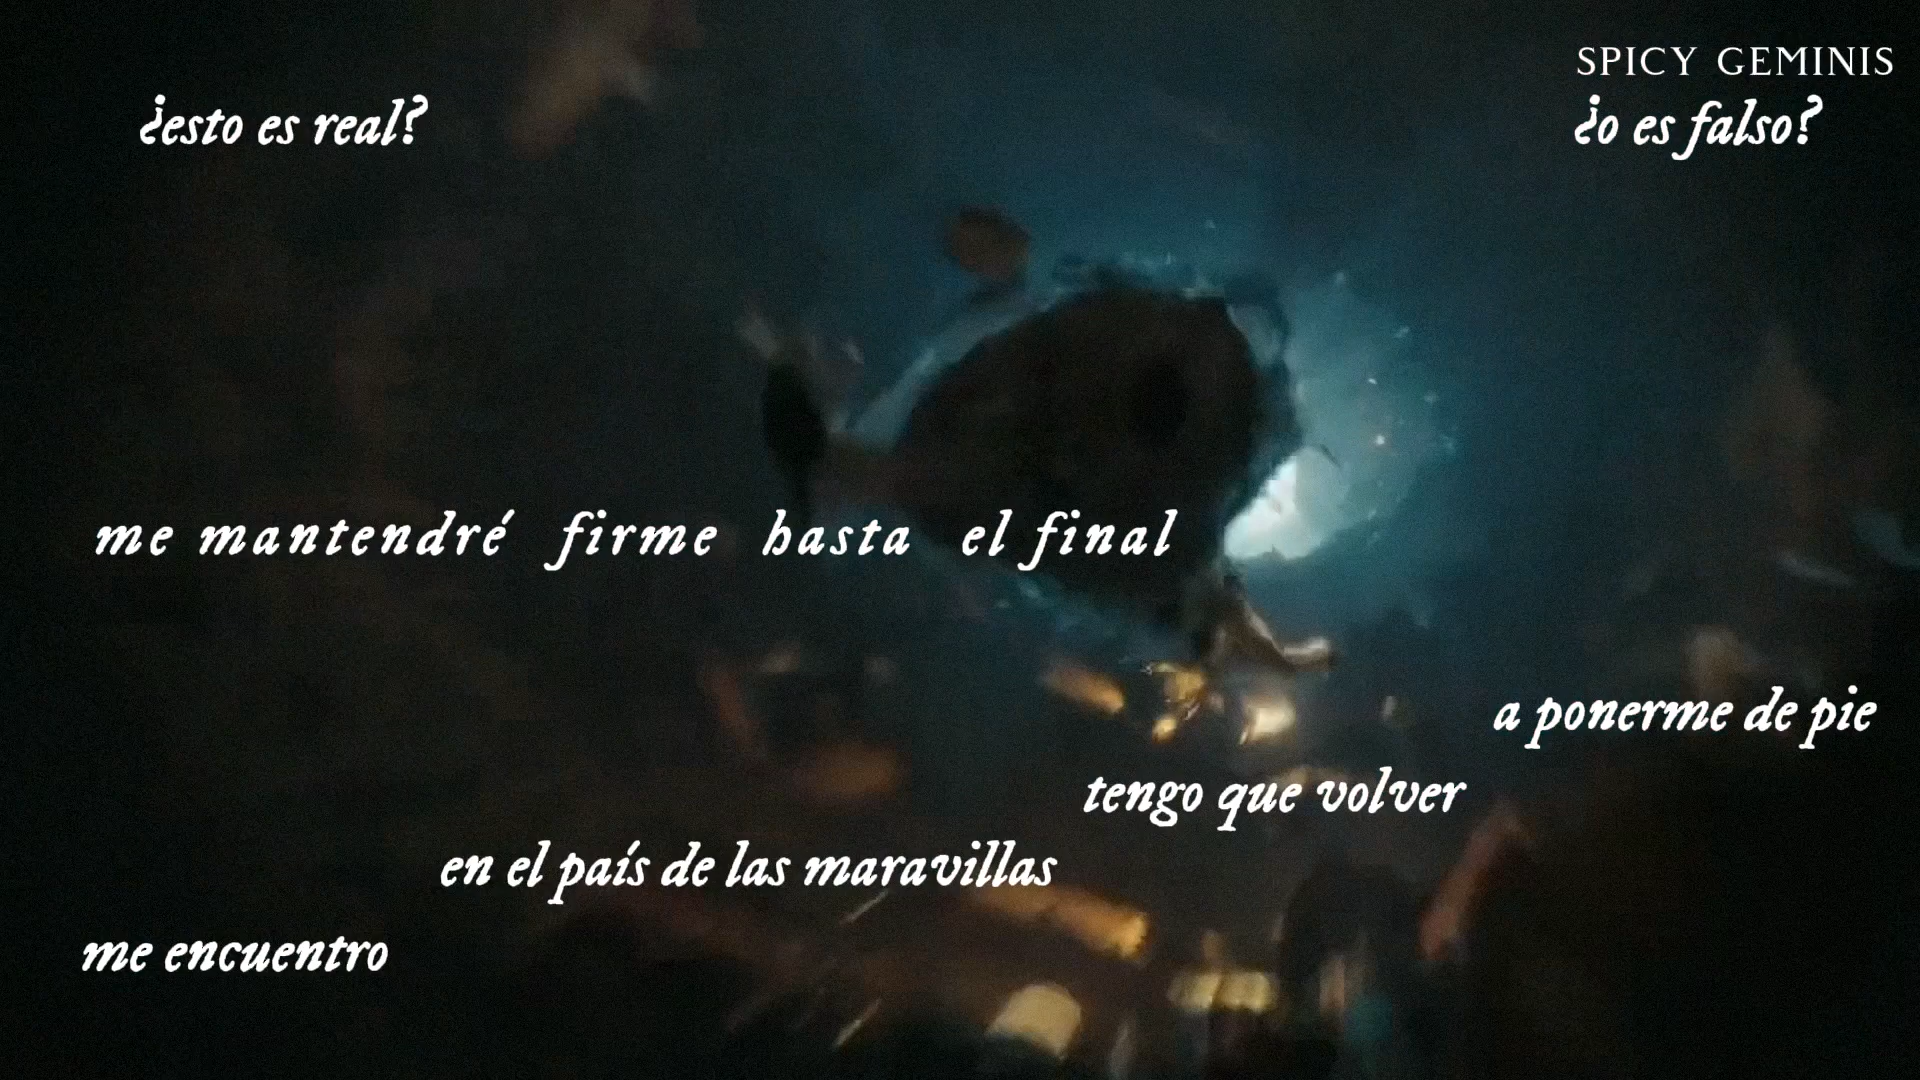 SPICY GEMINIS
¿esto es real?
¿o es falso?
me mantendré firme hasta el final
a ponerme de pie
tengo que volver
en el país de las maravillas
me encuentro